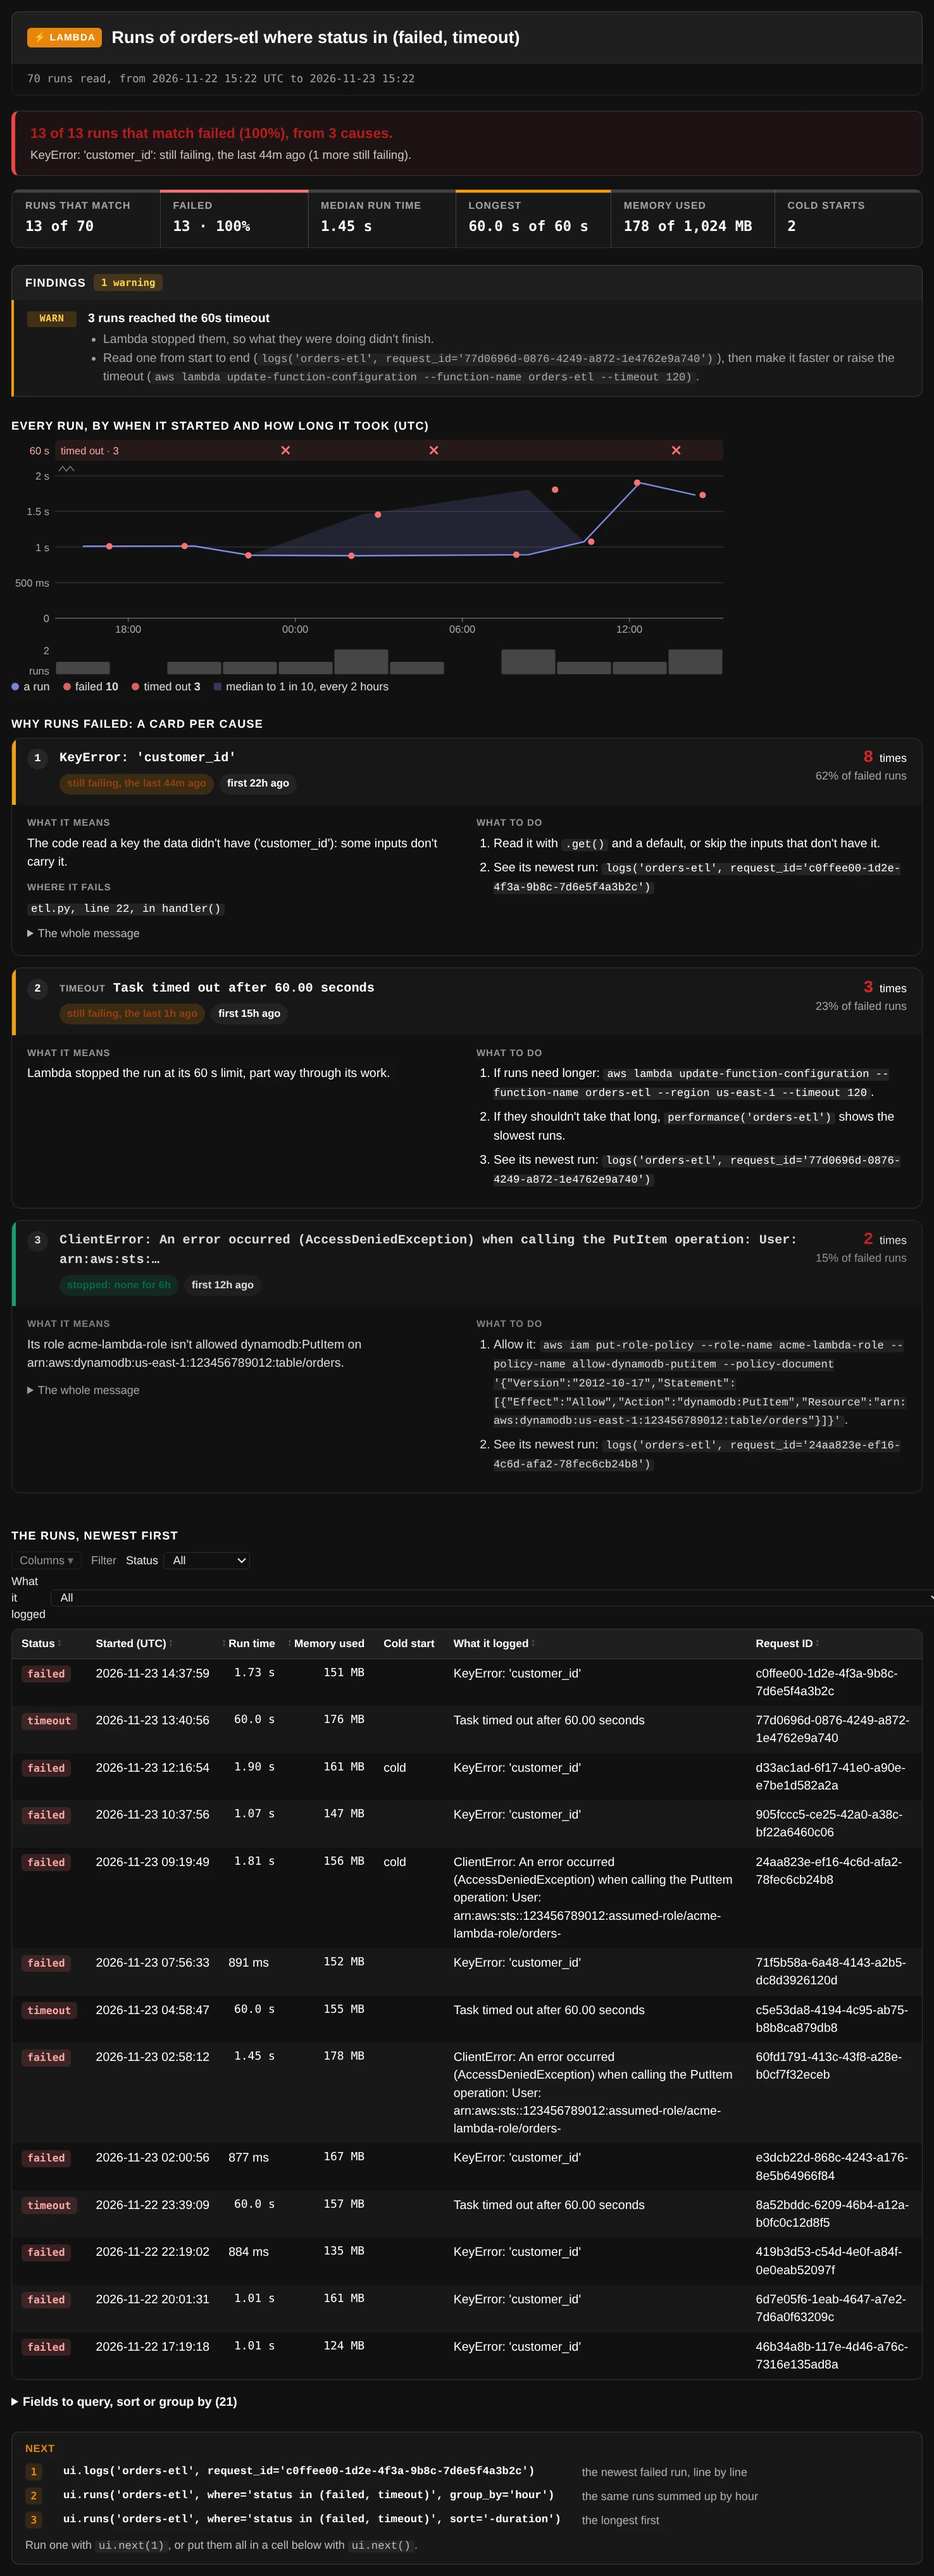 ⚡ LAMBDA Runs of orders-etl where status in (failed, timeout)
70 runs read, from 2026-11-22 15:22 UTC to 2026-11-23 15:22
13 of 13 runs that match failed (100%), from 3 causes.
KeyError: 'customer_id': still failing, the last 44m ago (1 more still failing).
RUNS THAT MATCH FAILED MEDIAN RUN TIME LONGEST MEMORY USED COLD STARTS
13 of 70 13 · 100% 1.45 s 60.0 s of 60 s 178 of 1,024 MB 2
FINDINGS 1 warning
WARN 3 runs reached the 60s timeout
• Lambda stopped them, so what they were doing didn't finish.
• Read one from start to end (logs('orders-etl', request_id='77d0696d-0876-4249-a872-1e4762e9a740')), then make it faster or raise the
timeout (aws lambda update-function-configuration --function-name orders-etl --timeout 120).
EVERY RUN, BY WHEN IT STARTED AND HOW LONG IT TOOK (UTC)
60 s timed out · 3
2 s
1.5 s
1 s
500 ms
0
18:00 00:00 06:00 12:00
2
runs
a run failed 10 timed out 3 median to 1 in 10, every 2 hours
WHY RUNS FAILED: A CARD PER CAUSE
1 KeyError: 'customer_id' 8 times
still failing, the last 44m ago first 22h ago 62% of failed runs
WHAT IT MEANS
The code read a key the data didn't have ('customer_id'): some inputs don't
carry it.
WHERE IT FAILS
etl.py, line 22, in handler()
▶ The whole message
WHAT TO DO
1. Read it with .get() and a default, or skip the inputs that don't have it.
2. See its newest run: logs('orders-etl', request_id='c0ffee00-1d2e-
4f3a-9b8c-7d6e5f4a3b2c')
2 TIMEOUT Task timed out after 60.00 seconds 3 times
still failing, the last 1h ago first 15h ago 23% of failed runs
WHAT IT MEANS
Lambda stopped the run at its 60 s limit, part way through its work.
WHAT TO DO
1. If runs need longer: aws lambda update-function-configuration --
function-name orders-etl --region us-east-1 --timeout 120.
2. If they shouldn't take that long, performance('orders-etl') shows the
slowest runs.
3. See its newest run: logs('orders-etl', request_id='77d0696d-0876-
4249-a872-1e4762e9a740')
3 ClientError: An error occurred (AccessDeniedException) when calling the PutItem operation: User: 2 times
arn:aws:sts:… 15% of failed runs
stopped: none for 6h first 12h ago
WHAT IT MEANS
Its role acme-lambda-role isn't allowed dynamodb:PutItem on
arn:aws:dynamodb:us-east-1:123456789012:table/orders.
▶ The whole message
WHAT TO DO
1. Allow it: aws iam put-role-policy --role-name acme-lambda-role --
policy-name allow-dynamodb-putitem --policy-document
'{"Version":"2012-10-17","Statement":
[{"Effect":"Allow","Action":"dynamodb:PutItem","Resource":"arn:
aws:dynamodb:us-east-1:123456789012:table/orders"}]}'.
2. See its newest run: logs('orders-etl', request_id='24aa823e-ef16-
4c6d-afa2-78fec6cb24b8')
THE RUNS, NEWEST FIRST
Columns ▾ Filter Status All
What
it
logged
All
Status Started (UTC) Run time Memory used Cold start What it logged Request ID
failed 2026-11-23 14:37:59 1.73 s 151 MB KeyError: 'customer_id' c0ffee00-1d2e-4f3a-9b8c-
7d6e5f4a3b2c
timeout 2026-11-23 13:40:56 60.0 s 176 MB Task timed out after 60.00 seconds 77d0696d-0876-4249-a872-
1e4762e9a740
failed 2026-11-23 12:16:54 1.90 s 161 MB cold KeyError: 'customer_id' d33ac1ad-6f17-41e0-a90e-
e7be1d582a2a
failed 2026-11-23 10:37:56 1.07 s 147 MB KeyError: 'customer_id' 905fccc5-ce25-42a0-a38c-
bf22a6460c06
failed 2026-11-23 09:19:49 1.81 s 156 MB cold ClientError: An error occurred 24aa823e-ef16-4c6d-afa2-
(AccessDeniedException) when calling the PutItem 78fec6cb24b8
operation: User:
arn:aws:sts::123456789012:assumed-role/acme-
lambda-role/orders-
failed 2026-11-23 07:56:33 891 ms 152 MB KeyError: 'customer_id' 71f5b58a-6a48-4143-a2b5-
dc8d3926120d
timeout 2026-11-23 04:58:47 60.0 s 155 MB Task timed out after 60.00 seconds c5e53da8-4194-4c95-ab75-
b8b8ca879db8
failed 2026-11-23 02:58:12 1.45 s 178 MB ClientError: An error occurred 60fd1791-413c-43f8-a28e-
(AccessDeniedException) when calling the PutItem b0cf7f32eceb
operation: User:
arn:aws:sts::123456789012:assumed-role/acme-
lambda-role/orders-
failed 2026-11-23 02:00:56 877 ms 167 MB KeyError: 'customer_id' e3dcb22d-868c-4243-a176-
8e5b64966f84
timeout 2026-11-22 23:39:09 60.0 s 157 MB Task timed out after 60.00 seconds 8a52bddc-6209-46b4-a12a-
b0fc0c12d8f5
failed 2026-11-22 22:19:02 884 ms 135 MB KeyError: 'customer_id' 419b3d53-c54d-4e0f-a84f-
0e0eab52097f
failed 2026-11-22 20:01:31 1.01 s 161 MB KeyError: 'customer_id' 6d7e05f6-1eab-4647-a7e2-
7d6a0f63209c
failed 2026-11-22 17:19:18 1.01 s 124 MB KeyError: 'customer_id' 46b34a8b-117e-4d46-a76c-
7316e135ad8a
▶ Fields to query, sort or group by (21)
NEXT
1 ui.logs('orders-etl', request_id='c0ffee00-1d2e-4f3a-9b8c-7d6e5f4a3b2c') the newest failed run, line by line
2 ui.runs('orders-etl', where='status in (failed, timeout)', group_by='hour') the same runs summed up by hour
3 ui.runs('orders-etl', where='status in (failed, timeout)', sort='-duration') the longest first
Run one with ui.next(1), or put them all in a cell below with ui.next().